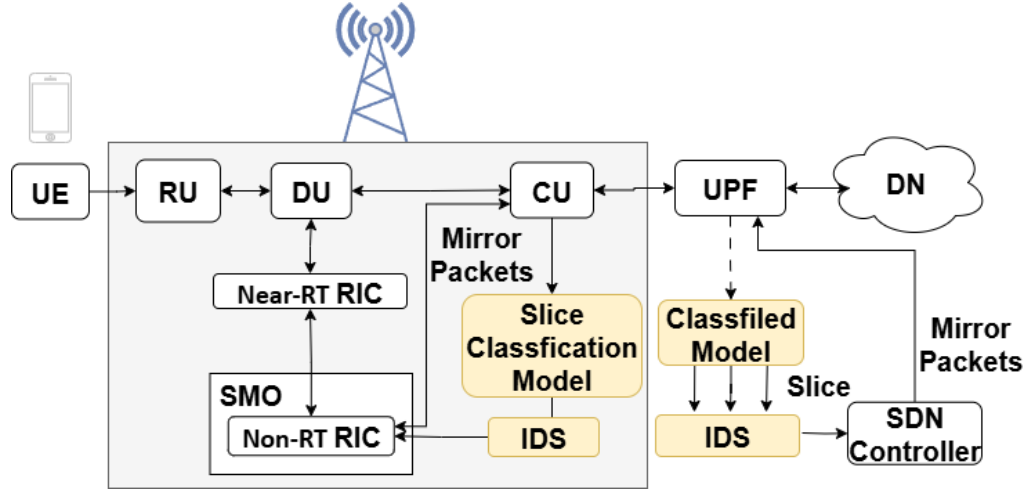 UE
RU
DU
CU
UPF
DN
Mirror
Packets
Near-RT RIC
Slice
Classfication
Model
Classfiled
Model
Mirror
Packets
SMO
Slice
Non-RT RIC
IDS
IDS
SDN
Controller